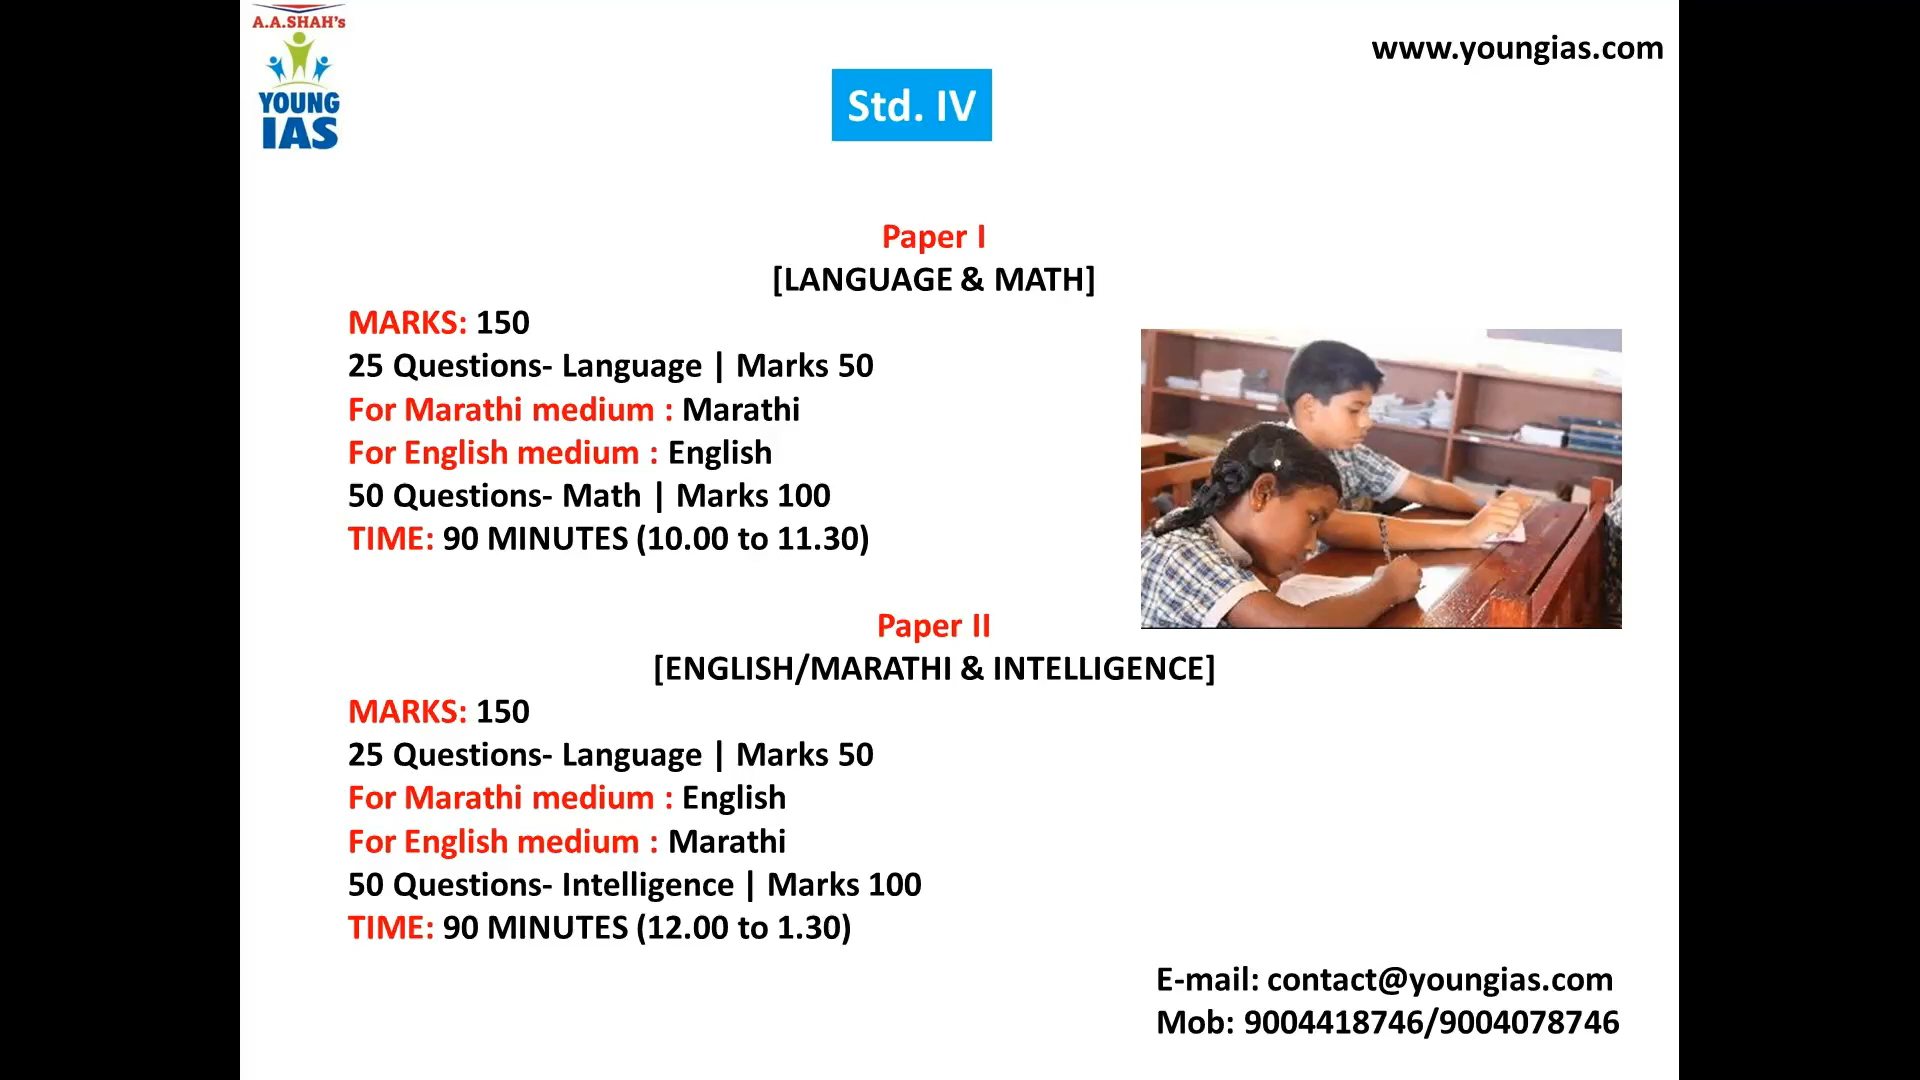 A.A.SHAH's
YOUNG
IAS
www.youngias.com
Std. IV
Paper I
[LANGUAGE & MATH]
MARKS: 150
25 Questions- Language | Marks 50
For Marathi medium : Marathi
For English medium : English
50 Questions- Math | Marks 100
TIME: 90 MINUTES (10.00 to 11.30)
Paper II
[ENGLISH/MARATHI & INTELLIGENCE]
MARKS: 150
25 Questions- Language | Marks 50
For Marathi medium : English
For English medium : Marathi
50 Questions- Intelligence | Marks 100
TIME: 90 MINUTES (12.00 to 1.30)
E-mail: contact@youngias.com
Mob: 9004418746/9004078746